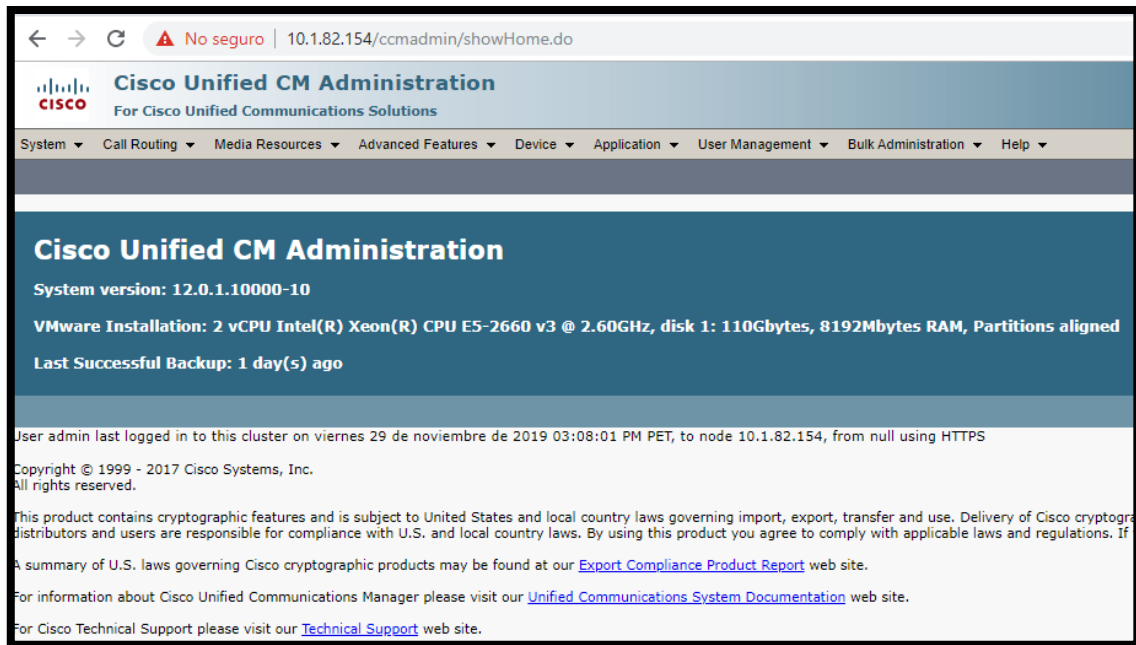 No seguro | 10.1.82.154/ccmadmin/showHome.do
CISCO
Cisco Unified CM Administration
For Cisco Unified Communications Solutions
System Call Routing Media Resources Advanced Features Device Application User Management Bulk Administration Help
Cisco Unified CM Administration
System version: 12.0.1.10000-10
VMware Installation: 2 vCPU Intel(R) Xeon(R) CPU E5-2660 v3 @ 2.60GHz, disk 1: 110Gbytes, 8192Mbytes RAM, Partitions aligned
Last Successful Backup: 1 day(s) ago
User admin last logged in to this cluster on viernes 29 de noviembre de 2019 03:08:01 PM PET, to node 10.1.82.154, from null using HTTPS
Copyright © 1999 - 2017 Cisco Systems, Inc.
All rights reserved.
This product contains cryptographic features and is subject to United States and local country laws governing import, export, transfer and use. Delivery of Cisco cryptogra
distributors and users are responsible for compliance with U.S. and local country laws. By using this product you agree to comply with applicable laws and regulations. If
A summary of U.S. laws governing Cisco cryptographic products may be found at our Export Compliance Product Report web site.
For information about Cisco Unified Communications Manager please visit our Unified Communications System Documentation web site.
For Cisco Technical Support please visit our Technical Support web site.